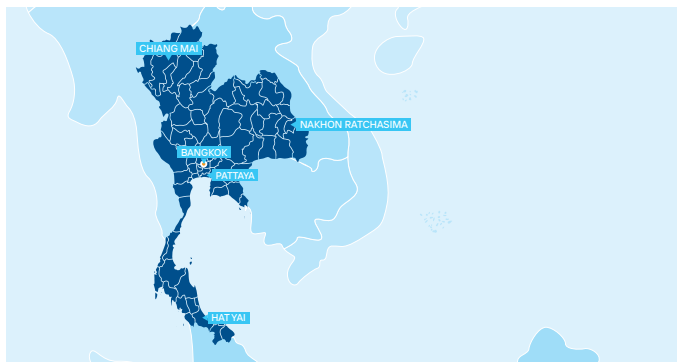 CHIANG MAI
NAKHON RATCHASIMA
BANGKOK
PATTAYA
HAT YAI